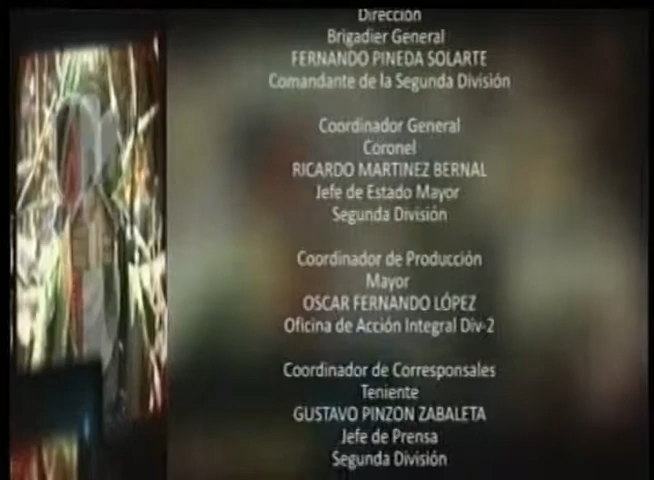 Dirección
Brigadier General
FERNANDO PINEDA SOLARTE
Comandante de la Segunda División
Coordinador General
Coronel
RICARDO MARTINEZ BERNAL
Jefe de Estado Mayor
Segunda División
Coordinador de Producción
Mayor
OSCAR FERNANDO LÓPEZ
Oficina de Acción Integral Div-2
Coordinador de Corresponsales
Teniente
GUSTAVO PINZON ZABALETA
Jefe de Prensa
Segunda División